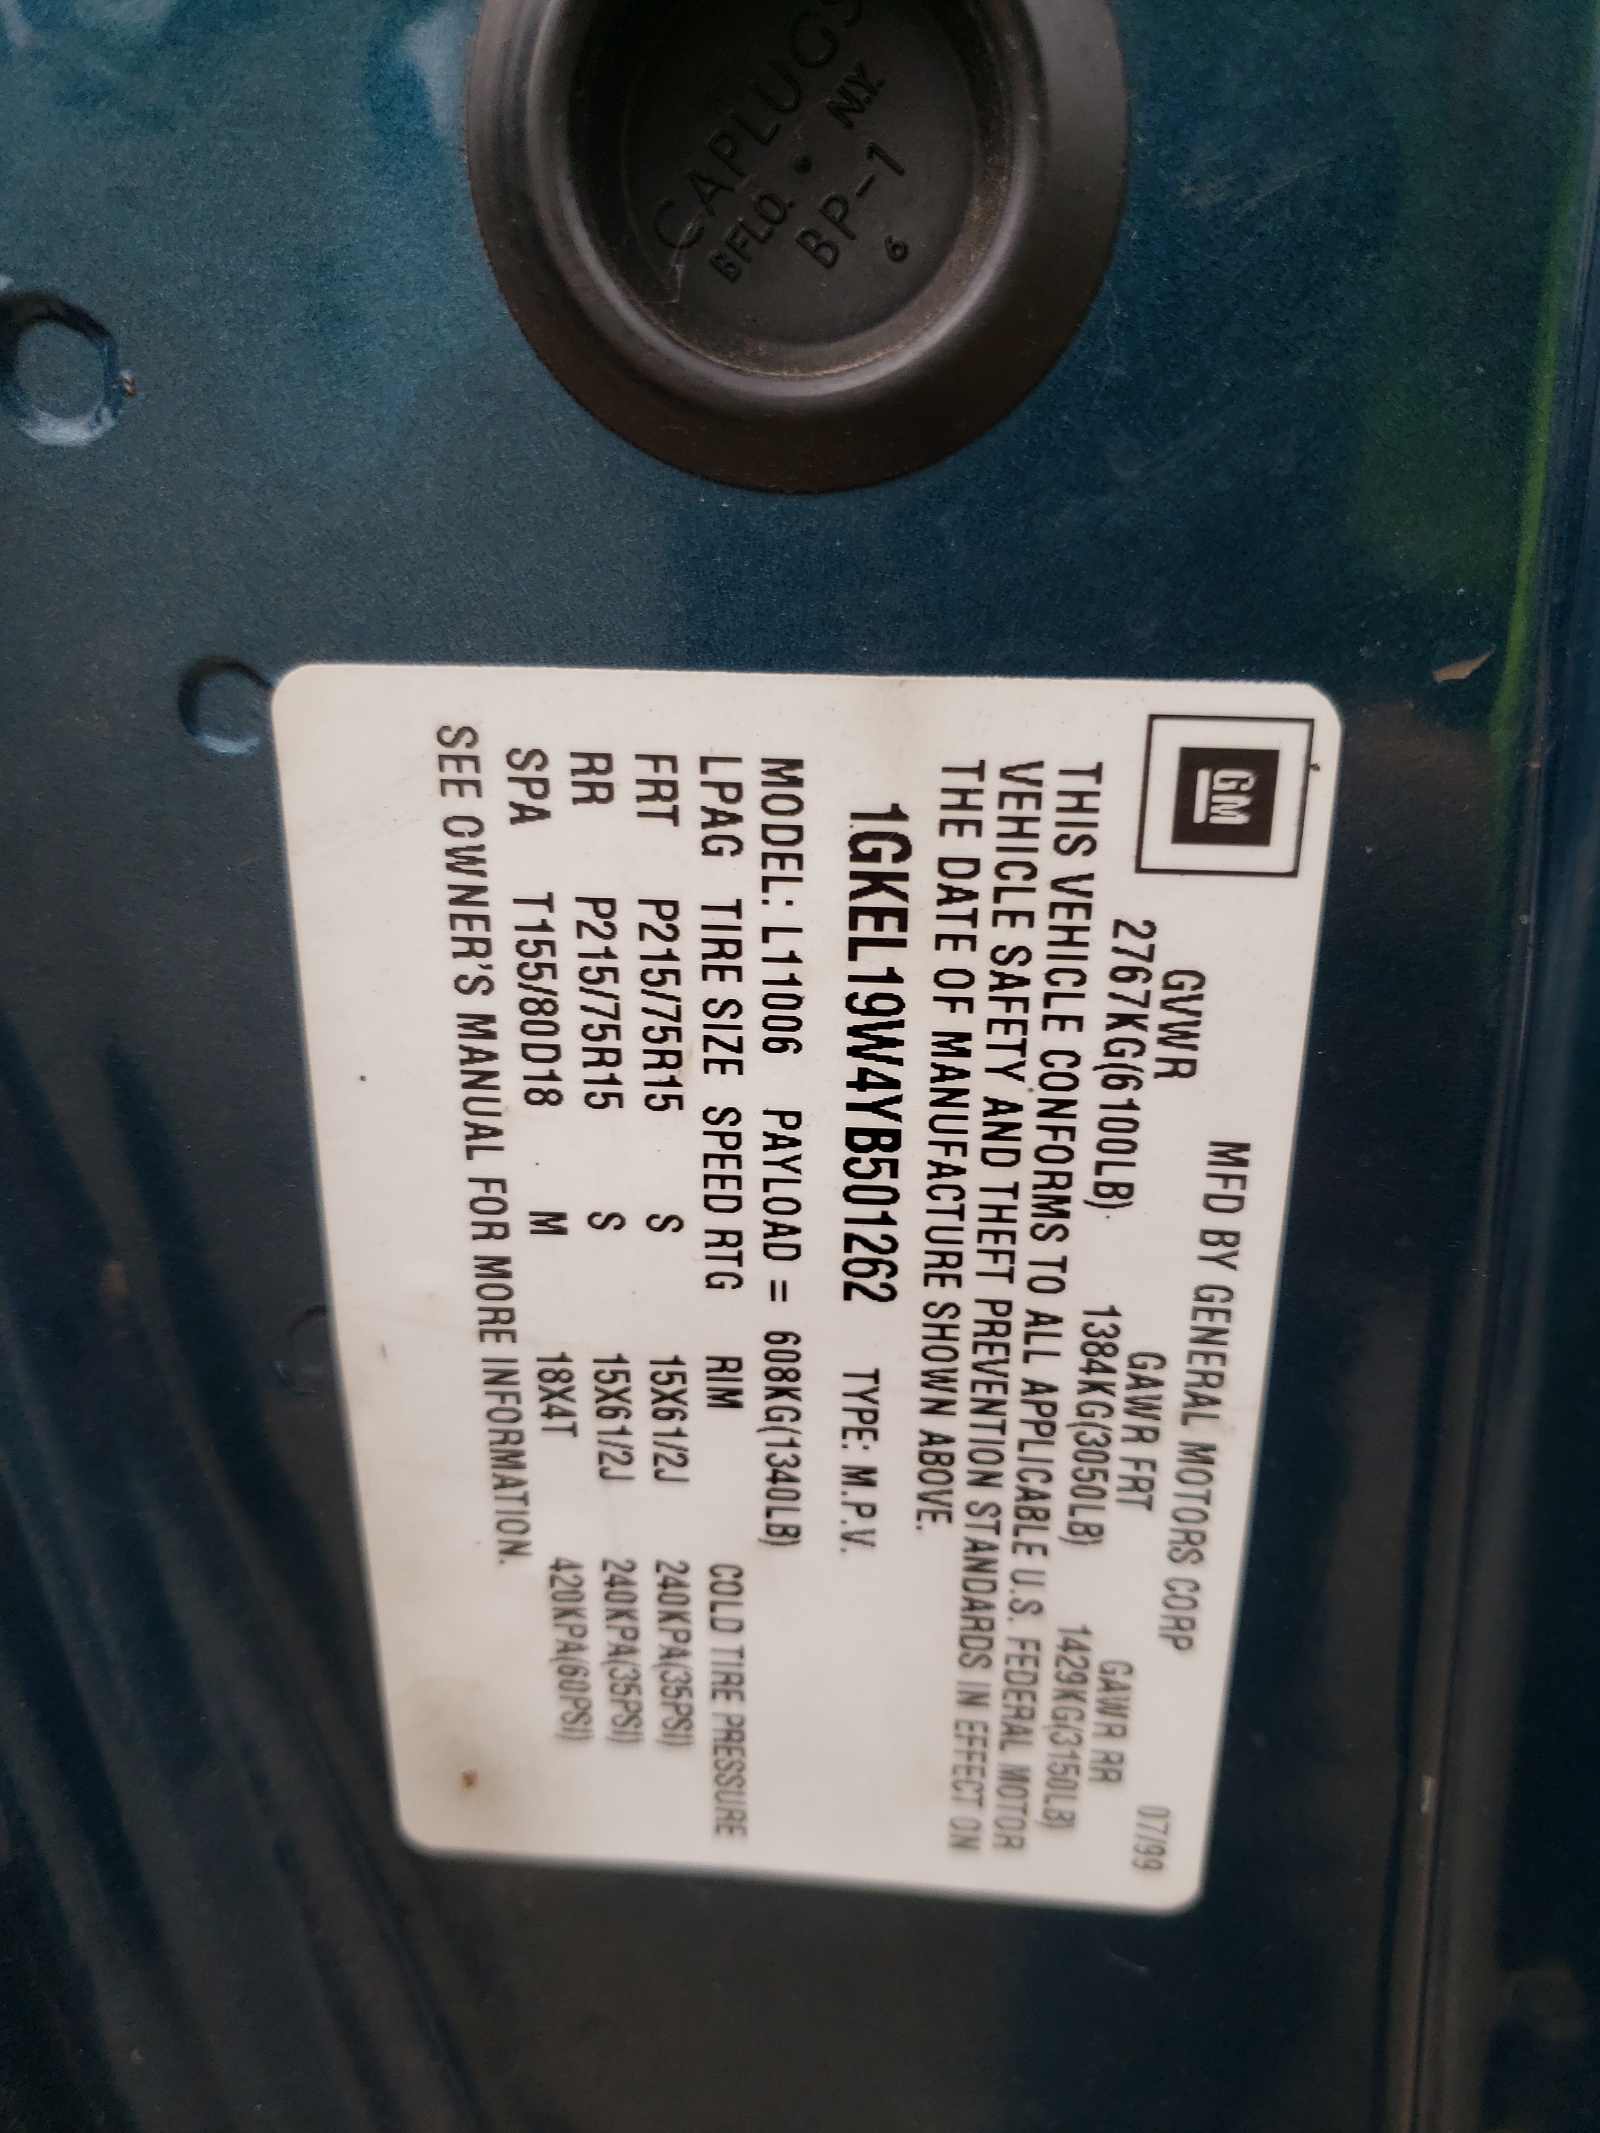 CAPLUGS
BFLO. • N.Y.
BP-1
6
GM
MFD BY GENERAL MOTORS CORP 07/99
GVWR GAWR FRT GAWR RR
2767KG(6100LB) 1384KG(3050LB) 1429KG(3150LB)
THIS VEHICLE CONFORMS TO ALL APPLICABLE U.S. FEDERAL MOTOR
VEHICLE SAFETY AND THEFT PREVENTION STANDARDS IN EFFECT ON
THE DATE OF MANUFACTURE SHOWN ABOVE.
1GKEL19W4YB501262 TYPE: M.P.V.
MODEL: L11006 PAYLOAD = 608KG(1340LB)
LPAG TIRE SIZE SPEED RTG RIM COLD TIRE PRESSURE
FRT P215/75R15 S 15X61/2J 240KPA(35PSI)
RR P215/75R15 S 15X61/2J 240KPA(35PSI)
SPA T155/80D18 M 18X4T 420KPA(60PSI)
SEE OWNER'S MANUAL FOR MORE INFORMATION.